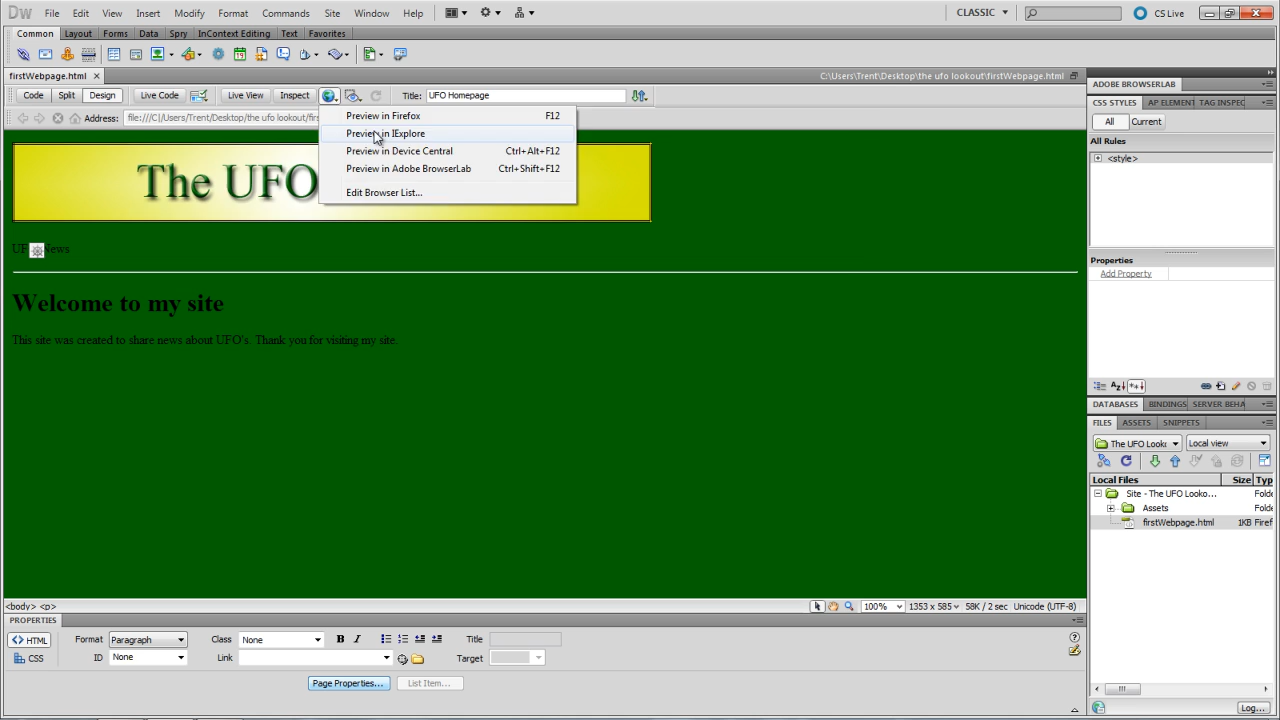 Dw File Edit View Insert Modify Format Commands Site Window Help CLASSIC CS Live
Common Layout Forms Data Spry InContext Editing Text Favorites
firstWebpage.html C:\Users\Trent\Desktop\the ufo lookout\firstWebpage.html
Code Split Design Live Code Live View Inspect Title: UFO Homepage
Address: file:///C|/Users/Trent/Desktop/the ufo lookout/firs
Preview in Firefox F12
Preview in IExplore
Preview in Device Central Ctrl+Alt+F12
Preview in Adobe BrowserLab Ctrl+Shift+F12
Edit Browser List...
The UFO
UF News
Welcome to my site
This site was created to share news about UFO's. Thank you for visiting my site.
<body> <p> 100% 1353 x 585 58K / 2 sec Unicode (UTF-8)
PROPERTIES
HTML Format Paragraph Class None B I Title
CSS ID None Link Target
Page Properties... List Item...
ADOBE BROWSERLAB
CSS STYLES AP ELEMENT TAG INSPEC
All Current
All Rules
<style>
Properties
Add Property
DATABASES BINDINGS SERVER BEHA
FILES ASSETS SNIPPETS
The UFO Look Local view
Local Files Size Typ
Site - The UFO Looko... Folde
Assets Folde
firstWebpage.html 1KB Firef
Log...